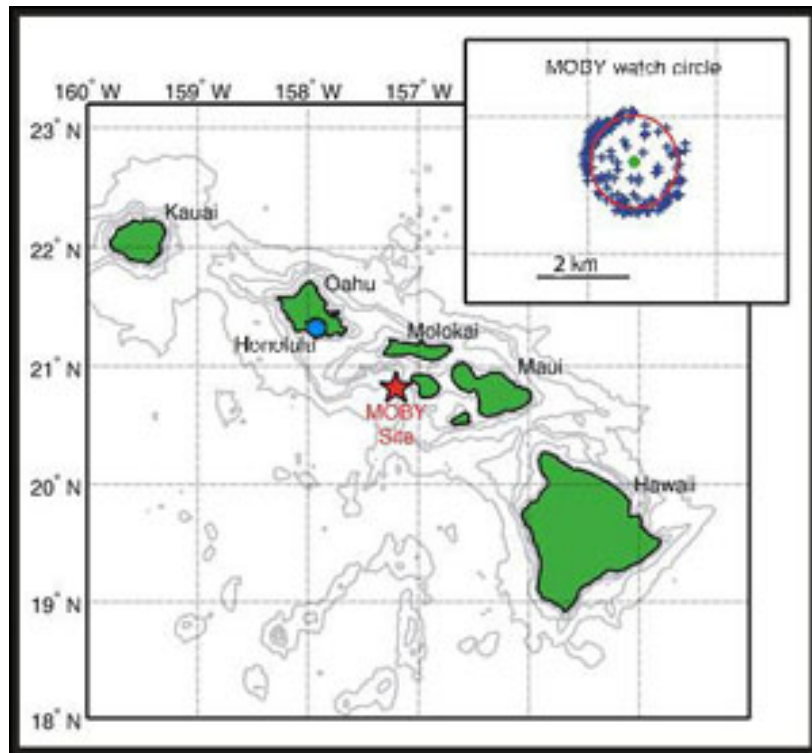 MOBY watch circle
2 km
160° W
159° W
158° W
157° W
23° N
22° N
21° N
20° N
19° N
18° N
Kauai
Oahu
Honolulu
Molokai
Maui
MOBY
Site
Hawaii